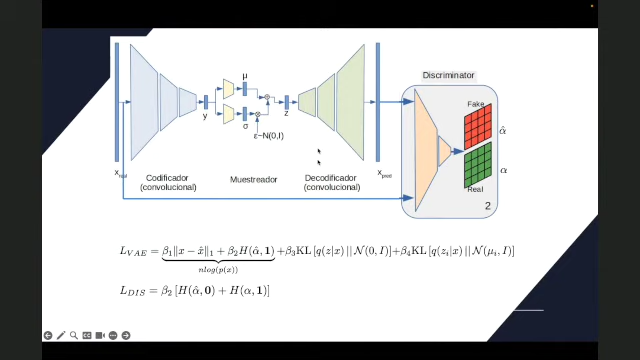 Discriminator
μ
Fake
α̂
y
σ
z
ε~N(0,I)
α
x_real
Codificador
(convolucional)
Muestreador
Decodificador
(convolucional)
x_pred
Real
2
L_VAE = β₁‖x − x̂‖₁ + β₂H(α̂, 1) + β₃KL [q(z|x) || N(0, I)] + β₄KL [q(z_i|x) || N(μ_i, I)]
nlog(p(x))
L_DIS = β₂ [H(α̂, 0) + H(α, 1)]